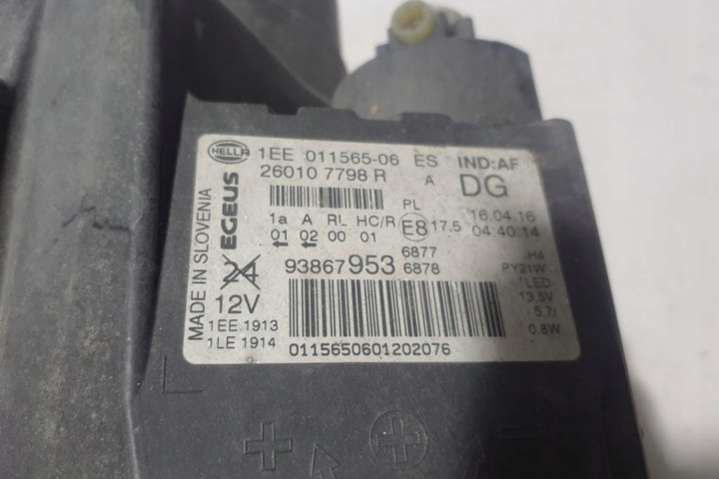 HELLA 1EE 011565-06 ES IND:AF
26010 7798 R A DG
PL
1a A RL HC/R E8 17.5 16.04.16
01 02 00 01 04:40:14
93867953 6877
6878
H4
PY21W
LED
13,5V
5.7/
0.8W
MADE IN SLOVENIA
EGEUS
24
12V
1EE.1913
1LE 1914
0115650601202076